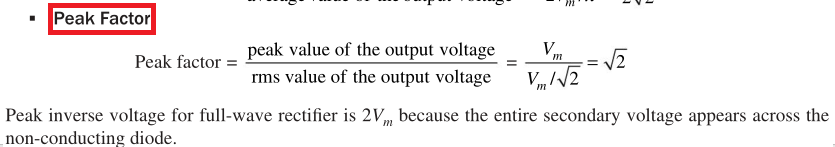 ▪ Peak Factor
Peak factor = peak value of the output voltage / rms value of the output voltage = V_m / (V_m/√2) = √2
Peak inverse voltage for full-wave rectifier is 2V_m because the entire secondary voltage appears across the
non-conducting diode.